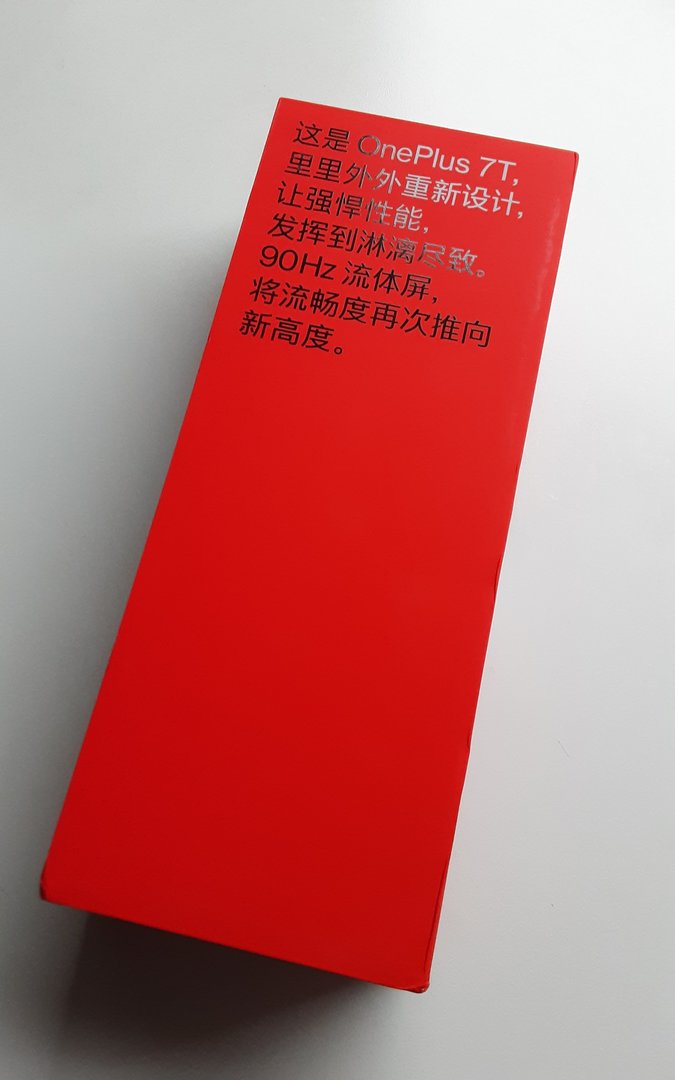 这是 OnePlus 7T,
里里外外重新设计,
让强悍性能,
发挥到淋漓尽致。
90Hz 流体屏,
将流畅度再次推向
新高度。